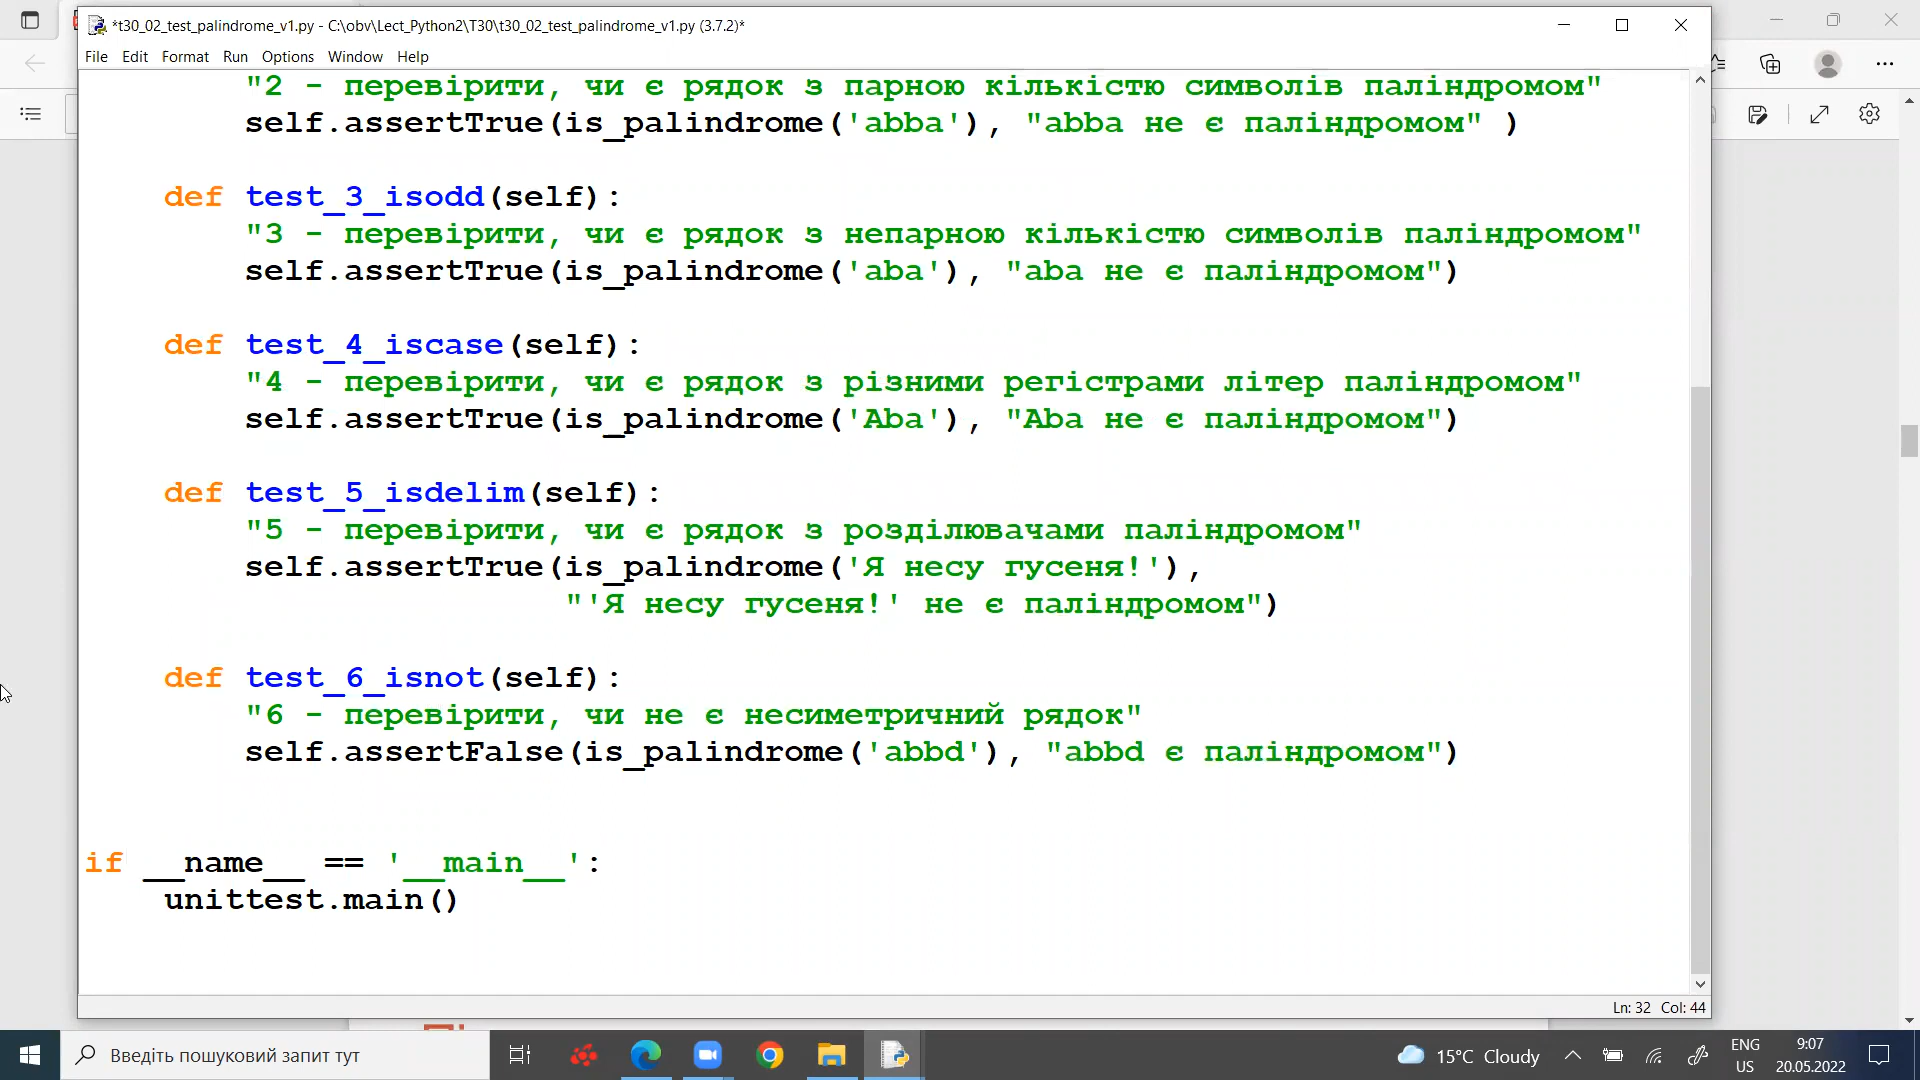 *t30_02_test_palindrome_v1.py - C:\obv\Lect_Python2\T30\t30_02_test_palindrome_v1.py (3.7.2)*
File Edit Format Run Options Window Help
"2 - перевірити, чи є рядок з парною кількістю символів паліндромом"
self.assertTrue(is_palindrome('abba'), "abba не є паліндромом" )
def test_3_isodd(self):
"3 - перевірити, чи є рядок з непарною кількістю символів паліндромом"
self.assertTrue(is_palindrome('aba'), "aba не є паліндромом")
def test_4_iscase(self):
"4 - перевірити, чи є рядок з різними регістрами літер паліндромом"
self.assertTrue(is_palindrome('Aba'), "Aba не є паліндромом")
def test_5_isdelim(self):
"5 - перевірити, чи є рядок з розділювачами паліндромом"
self.assertTrue(is_palindrome('Я несу гусеня!'),
"'Я несу гусеня!' не є паліндромом")
def test_6_isnot(self):
"6 - перевірити, чи не є несиметричний рядок"
self.assertFalse(is_palindrome('abbd'), "abbd є паліндромом")
if __name__ == '__main__':
unittest.main()
Ln: 32 Col: 44
Введіть пошуковий запит тут
15°C Cloudy
ENG
US
9:07
20.05.2022